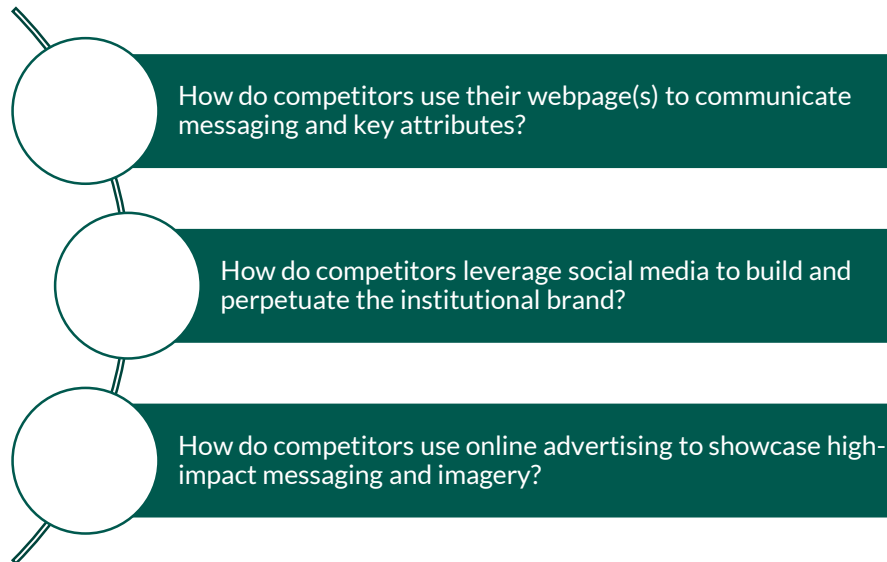 How do competitors use their webpage(s) to communicate
messaging and key attributes?
How do competitors leverage social media to build and
perpetuate the institutional brand?
How do competitors use online advertising to showcase high-
impact messaging and imagery?